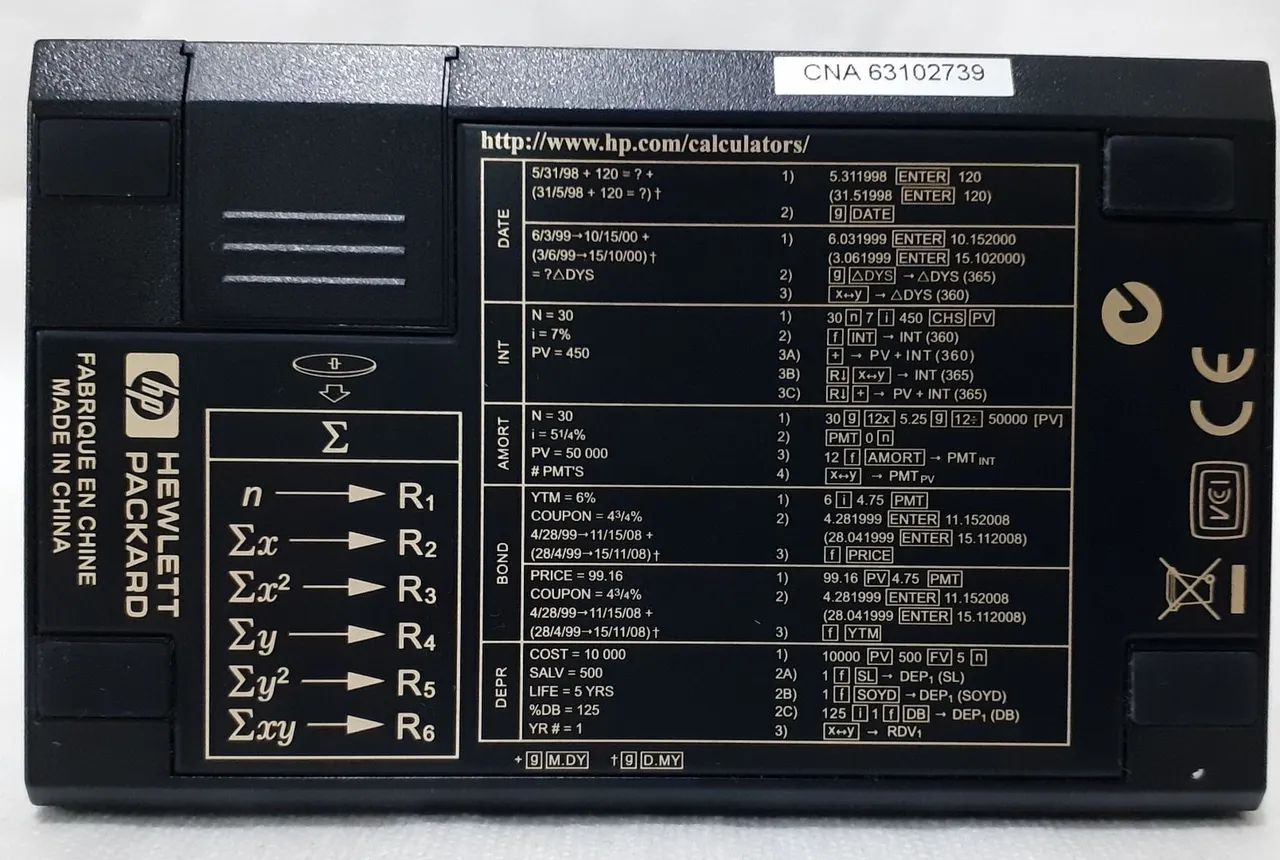 CNA 63102739
http://www.hp.com/calculators/
DATE
5/31/98 + 120 = ? + 1) 5.311998 ENTER 120
(31/5/98 + 120 = ?) † (31.51998 ENTER 120)
2) g DATE
6/3/99→10/15/00 + 1) 6.031999 ENTER 10.152000
(3/6/99→15/10/00) † (3.061999 ENTER 15.102000)
= ?△DYS 2) g △DYS → △DYS (365)
3) x↔y → △DYS (360)
INT
N = 30 1) 30 n 7 i 450 CHS PV
i = 7% 2) f INT → INT (360)
PV = 450 3A) + → PV + INT (360)
3B) R↓ x↔y → INT (365)
3C) R↓ + → PV + INT (365)
AMORT
N = 30 1) 30 g 12x 5.25 g 12÷ 50000 [PV]
i = 51/4% 2) PMT 0 n
PV = 50 000 3) 12 f AMORT → PMT INT
# PMT'S 4) x↔y → PMT PV
BOND
YTM = 6% 1) 6 i 4.75 PMT
COUPON = 43/4% 2) 4.281999 ENTER 11.152008
4/28/99→11/15/08 + (28.041999 ENTER 15.112008)
(28/4/99→15/11/08) † 3) f PRICE
PRICE = 99.16 1) 99.16 PV 4.75 PMT
COUPON = 43/4% 2) 4.281999 ENTER 11.152008
4/28/99→11/15/08 + (28.041999 ENTER 15.112008)
(28/4/99→15/11/08) † 3) f YTM
DEPR
COST = 10 000 1) 10000 PV 500 FV 5 n
SALV = 500 2A) 1 f SL → DEP1 (SL)
LIFE = 5 YRS 2B) 1 f SOYD → DEP1 (SOYD)
%DB = 125 2C) 125 i 1 f DB → DEP1 (DB)
YR # = 1 3) x↔y → RDV1
+ g M.DY † g D.MY
Σ
n → R1
Σx → R2
Σx² → R3
Σy → R4
Σy² → R5
Σxy → R6
hp HEWLETT
PACKARD
FABRIQUE EN CHINE
MADE IN CHINA
CE
VCI